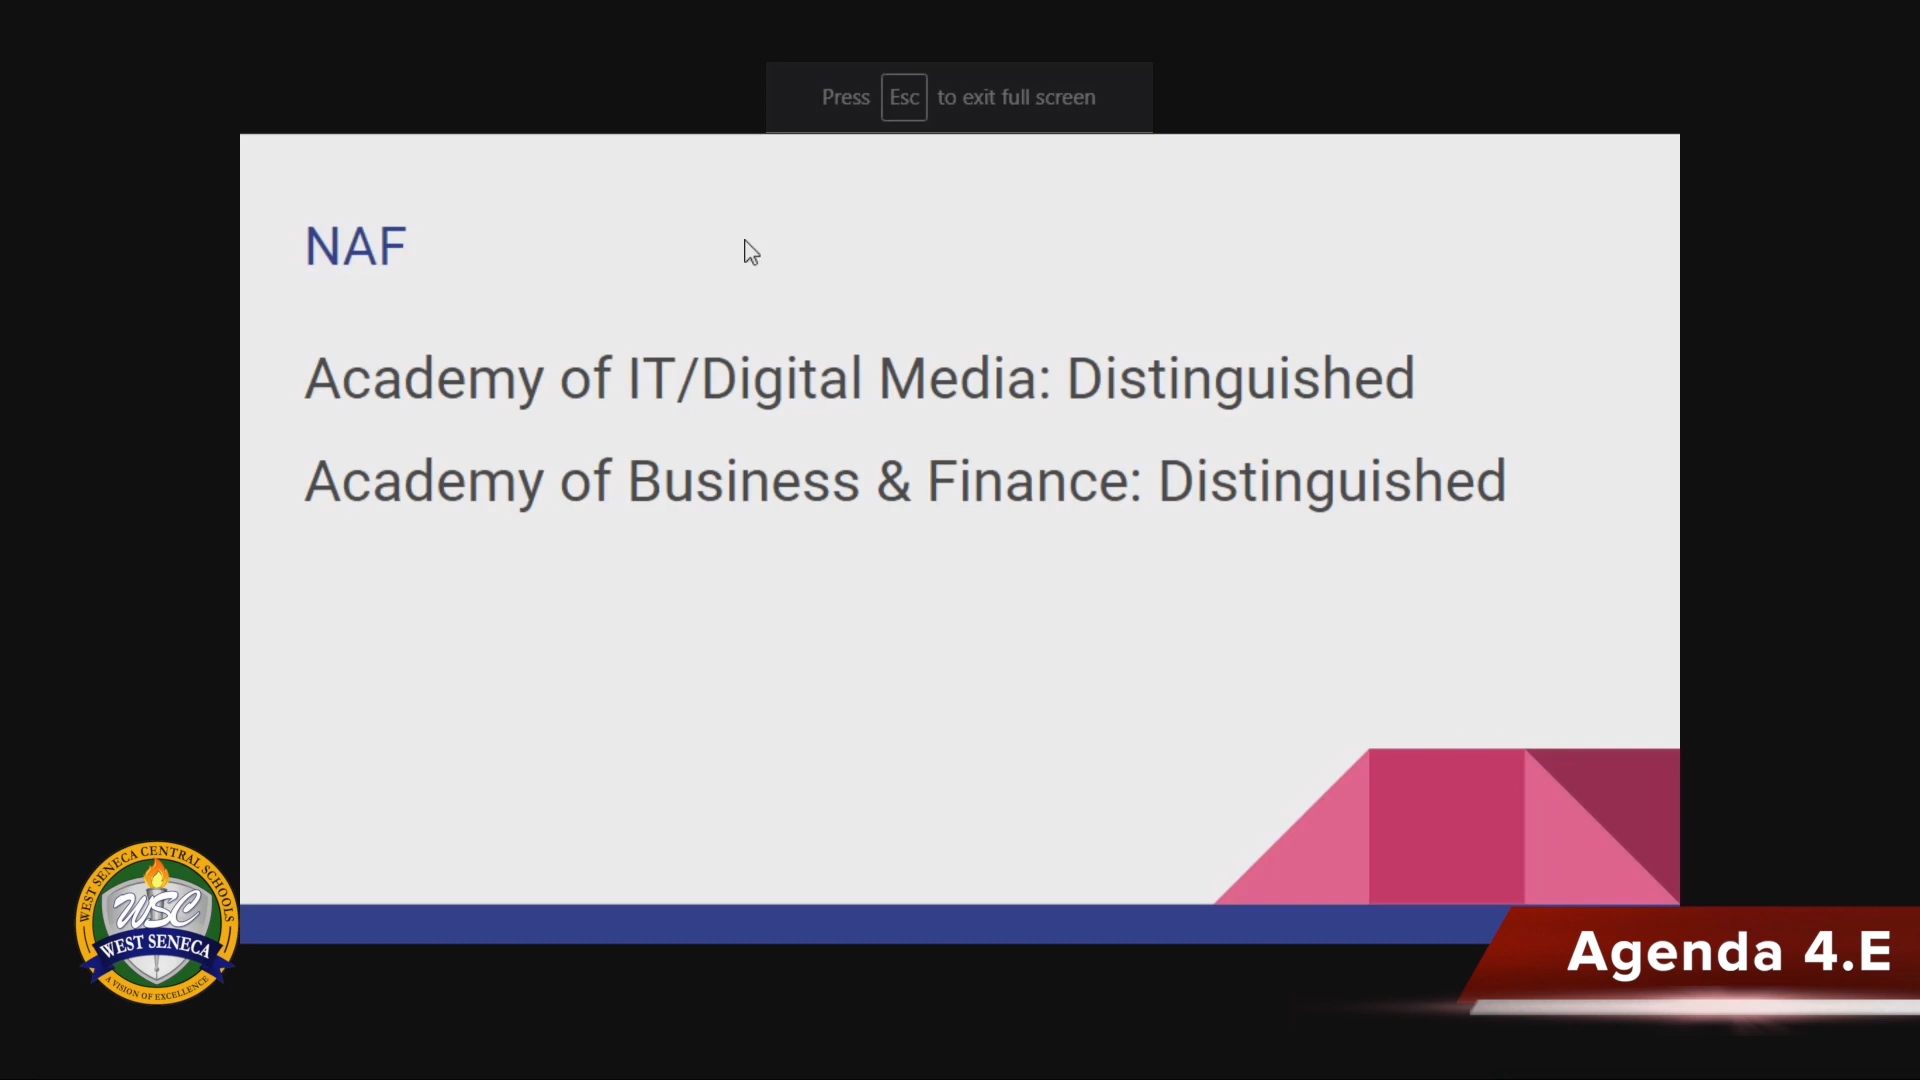 Press Esc to exit full screen
NAF
Academy of IT/Digital Media: Distinguished
Academy of Business & Finance: Distinguished
WEST SENECA CENTRAL SCHOOLS
WSC
WEST SENECA
A VISION OF EXCELLENCE
Agenda 4.E